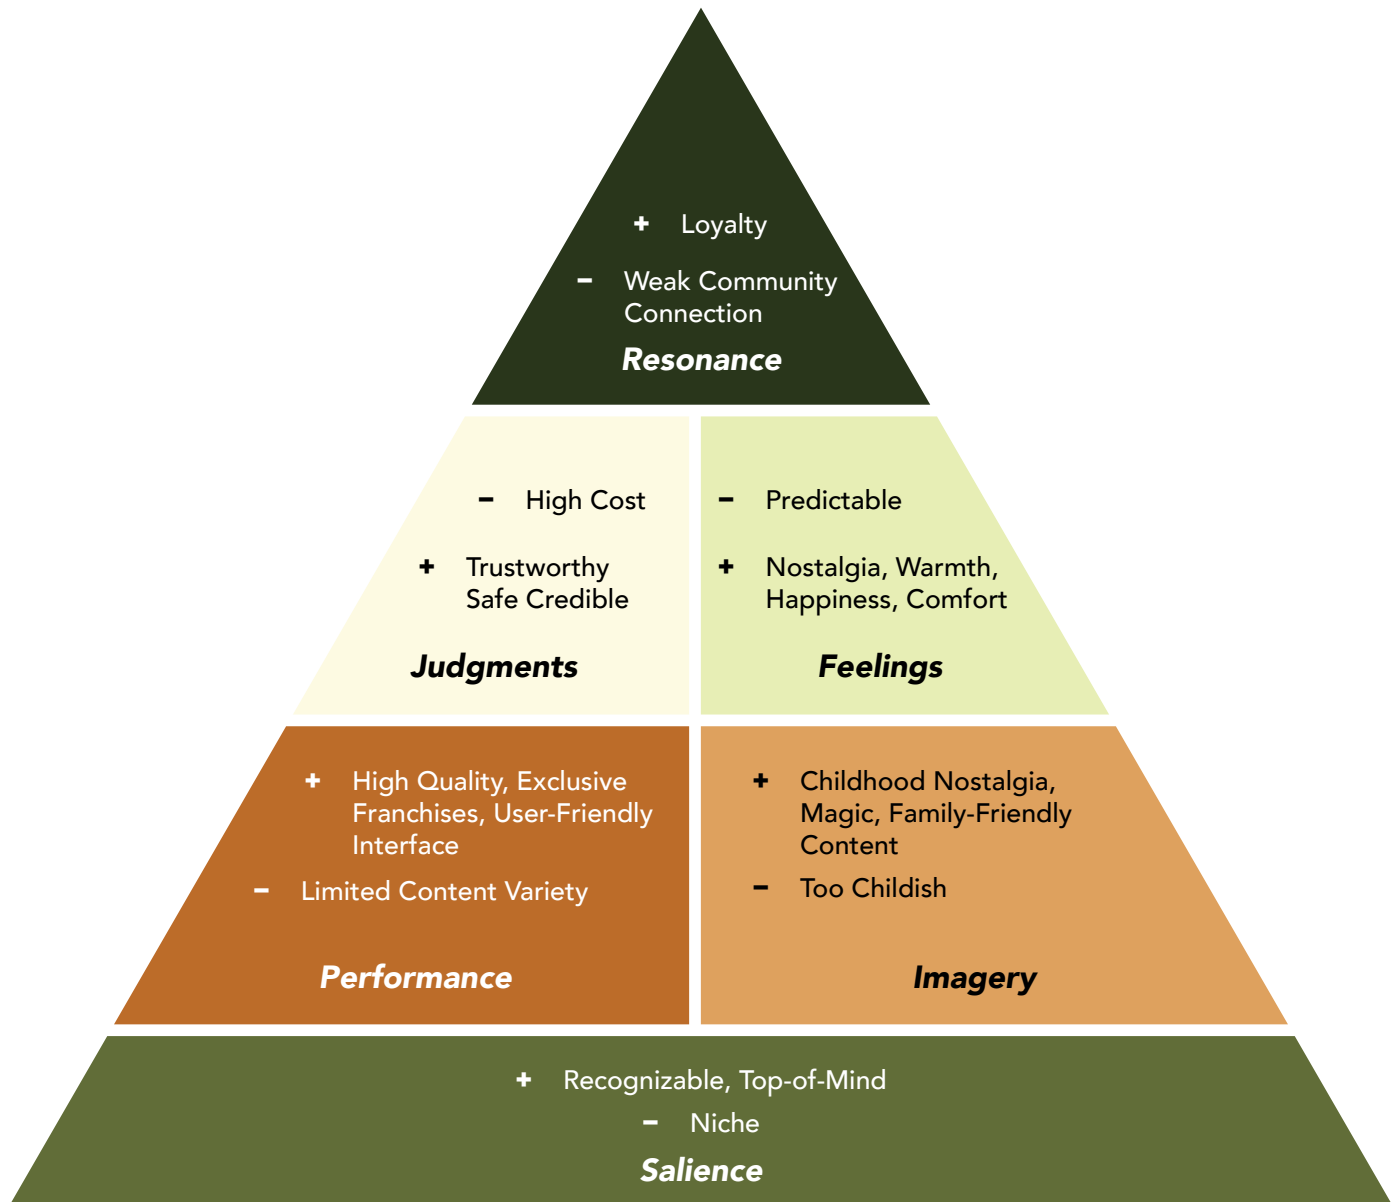 + Loyalty
- Weak Community
Connection
Resonance
- High Cost
+ Trustworthy
Safe Credible
Judgments
- Predictable
+ Nostalgia, Warmth,
Happiness, Comfort
Feelings
+ High Quality, Exclusive
Franchises, User-Friendly
Interface
- Limited Content Variety
Performance
+ Childhood Nostalgia,
Magic, Family-Friendly
Content
- Too Childish
Imagery
+ Recognizable, Top-of-Mind
- Niche
Salience